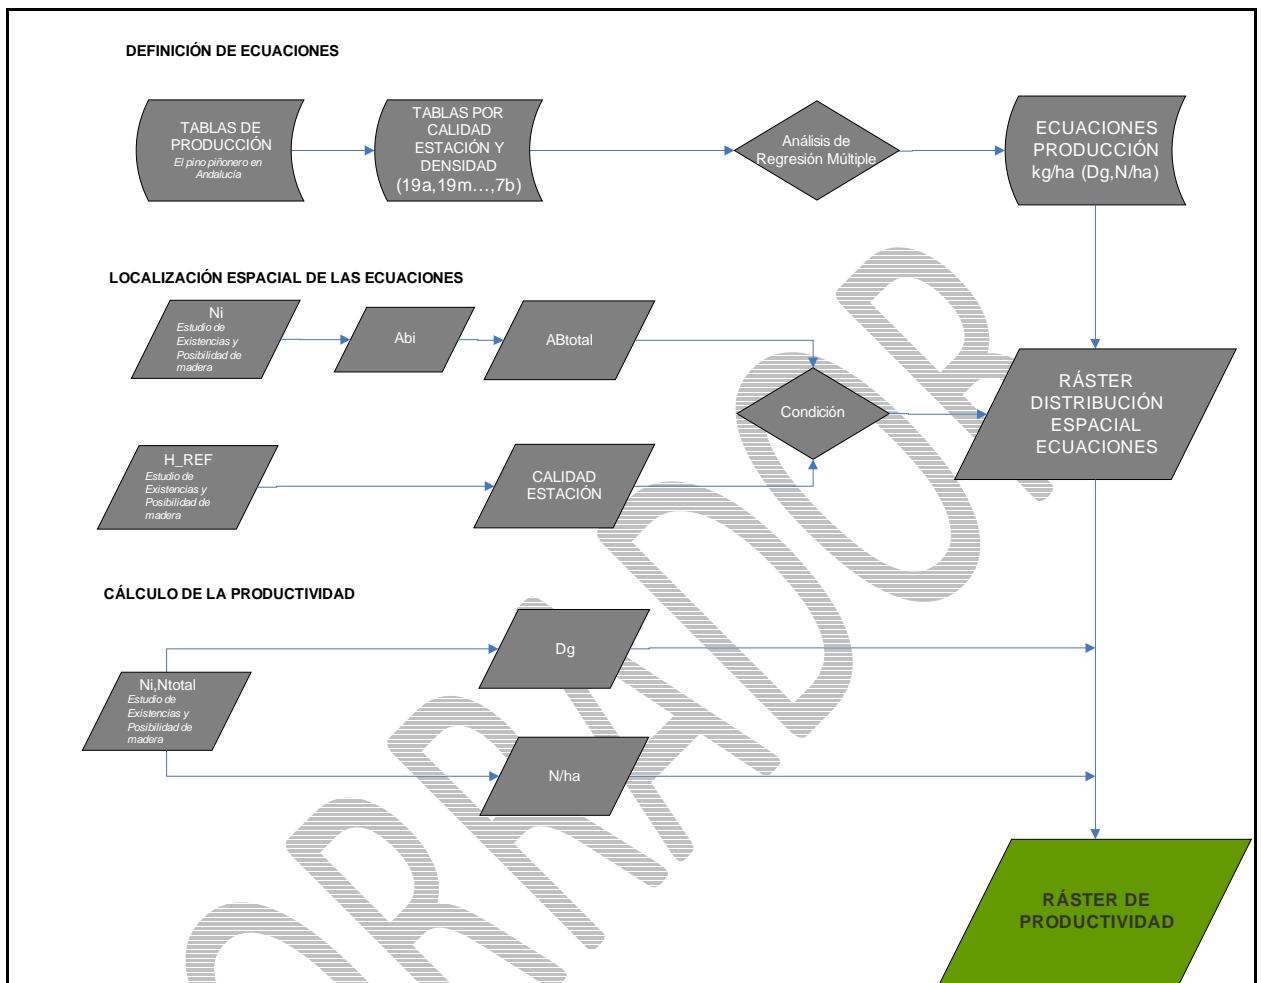 DEFINICIÓN DE ECUACIONES
TABLAS DE
PRODUCCIÓN
El pino piñonero en
Andalucía
TABLAS POR
CALIDAD
ESTACIÓN Y
DENSIDAD
(19a,19m…,7b)
Análisis de
Regresión Múltiple
ECUACIONES
PRODUCCIÓN
kg/ha (Dg,N/ha)
LOCALIZACIÓN ESPACIAL DE LAS ECUACIONES
Ni
Estudio de
Existencias y
Posibilidad de
madera
Abi
ABtotal
Condición
RÁSTER
DISTRIBUCIÓN
ESPACIAL
ECUACIONES
H_REF
Estudio de
Existencias y
Posibilidad de
madera
CALIDAD
ESTACIÓN
CÁLCULO DE LA PRODUCTIVIDAD
Dg
Ni,Ntotal
Estudio de
Existencias y
Posibilidad de
madera
N/ha
RÁSTER DE
PRODUCTIVIDAD
ORRADOR